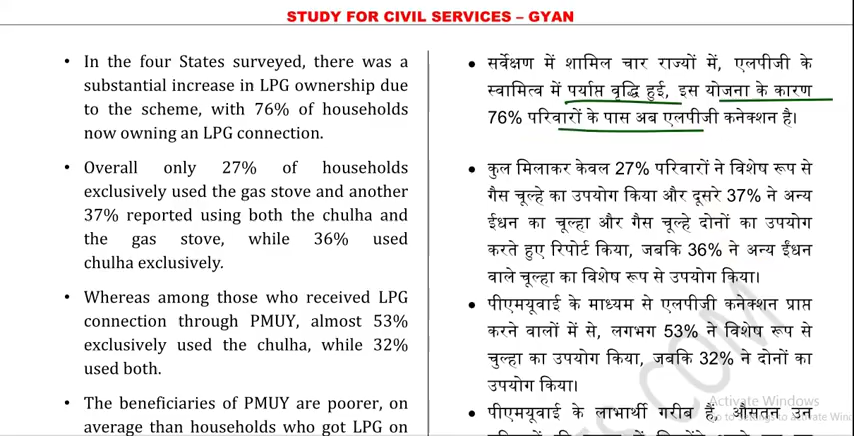 STUDY FOR CIVIL SERVICES – GYAN
• In the four States surveyed, there was a
substantial increase in LPG ownership due
to the scheme, with 76% of households
now owning an LPG connection.
• Overall only 27% of households
exclusively used the gas stove and another
37% reported using both the chulha and
the gas stove, while 36% used
chulha exclusively.
• Whereas among those who received LPG
connection through PMUY, almost 53%
exclusively used the chulha, while 32%
used both.
• The beneficiaries of PMUY are poorer, on
average than households who got LPG on
• सर्वेक्षण में शामिल चार राज्यों में, एलपीजी के
स्वामित्व में पर्याप्त वृद्धि हुई, इस योजना के कारण
76% परिवारों के पास अब एलपीजी कनेक्शन है।
• कुल मिलाकर केवल 27% परिवारों ने विशेष रूप से
गैस चूल्हे का उपयोग किया और दूसरे 37% ने अन्य
ईधन का चूल्हा और गैस चूल्हे दोनों का उपयोग
करते हुए रिपोर्ट किया, जबकि 36% ने अन्य ईंधन
वाले चूल्हा का विशेष रूप से उपयोग किया।
• पीएमयूवाई के माध्यम से एलपीजी कनेक्शन प्राप्त
करने वालों में से, लगभग 53% ने विशेष रूप से
चुल्हा का उपयोग किया, जबकि 32% ने दोनों का
उपयोग किया।
• पीएमयूवाई के लाभार्थी गरीब हैं, औसतन उन
Activate Windows
to activate Windows